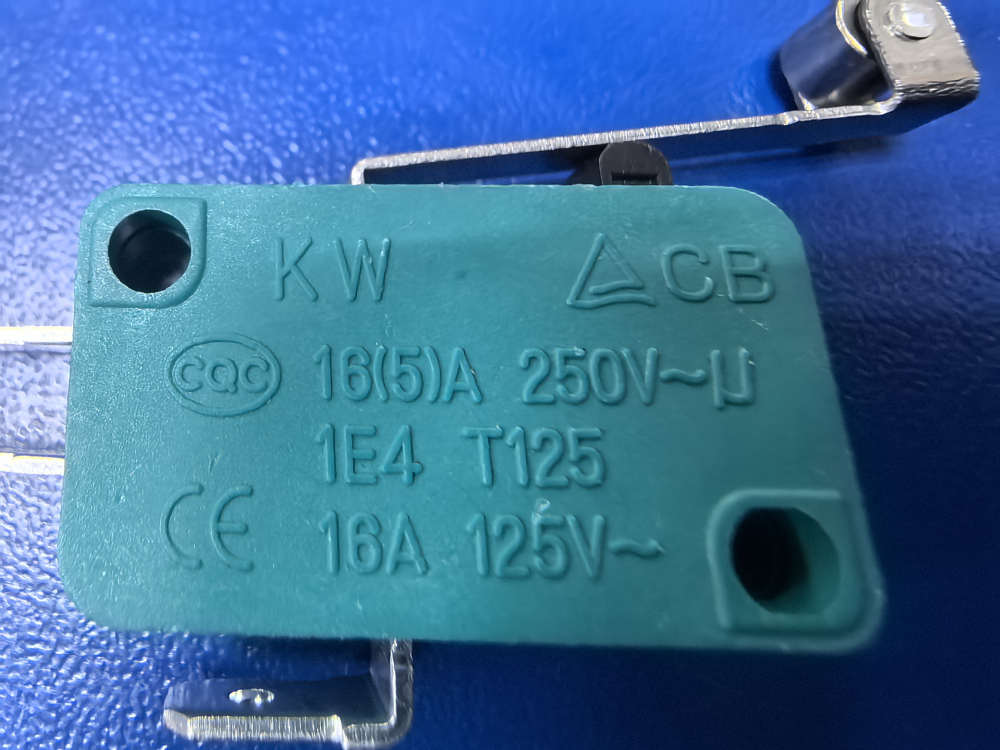 KW CB
CQC 16(5)A 250V~μ
1E4 T125
CE 16A 125V~